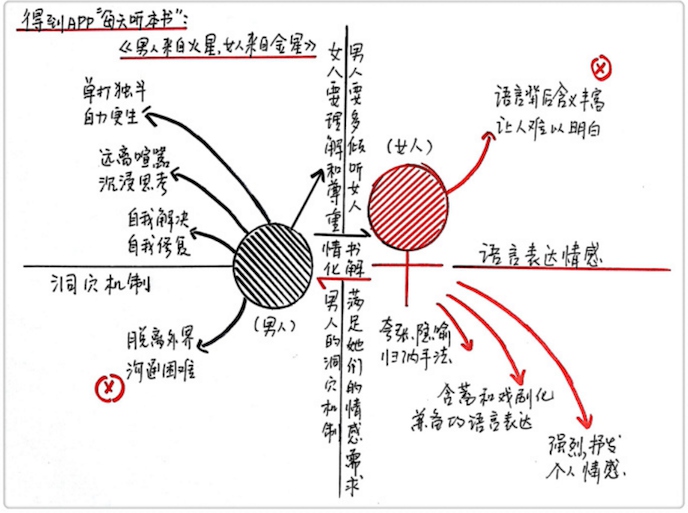 得到APP"每天听本书":
《男人来自火星,女人来自金星》
单打独斗
自力更生
远离喧嚣
沉浸思考
自我解决
自我修复
洞穴机制
(男人)
脱离外界
沟通困难
男人要多倾听女人
女人要理解和尊重
情书
化解
满足她们的情感需求
男人的洞穴机制
(女人)
语言背后含义丰富
让人难以明白
语言表达情感
夸张、隐喻
归纳手法
含蓄和戏剧化
兼备的语言表达
强烈,抒发
个人情感.